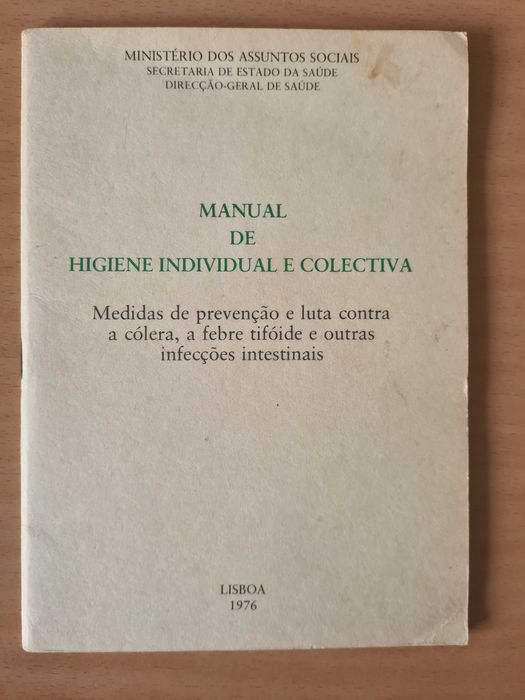 MINISTÉRIO DOS ASSUNTOS SOCIAIS
SECRETARIA DE ESTADO DA SAÚDE
DIRECÇÃO-GERAL DE SAÚDE
MANUAL
DE
HIGIENE INDIVIDUAL E COLECTIVA
Medidas de prevenção e luta contra
a cólera, a febre tifóide e outras
infecções intestinais
LISBOA
1976